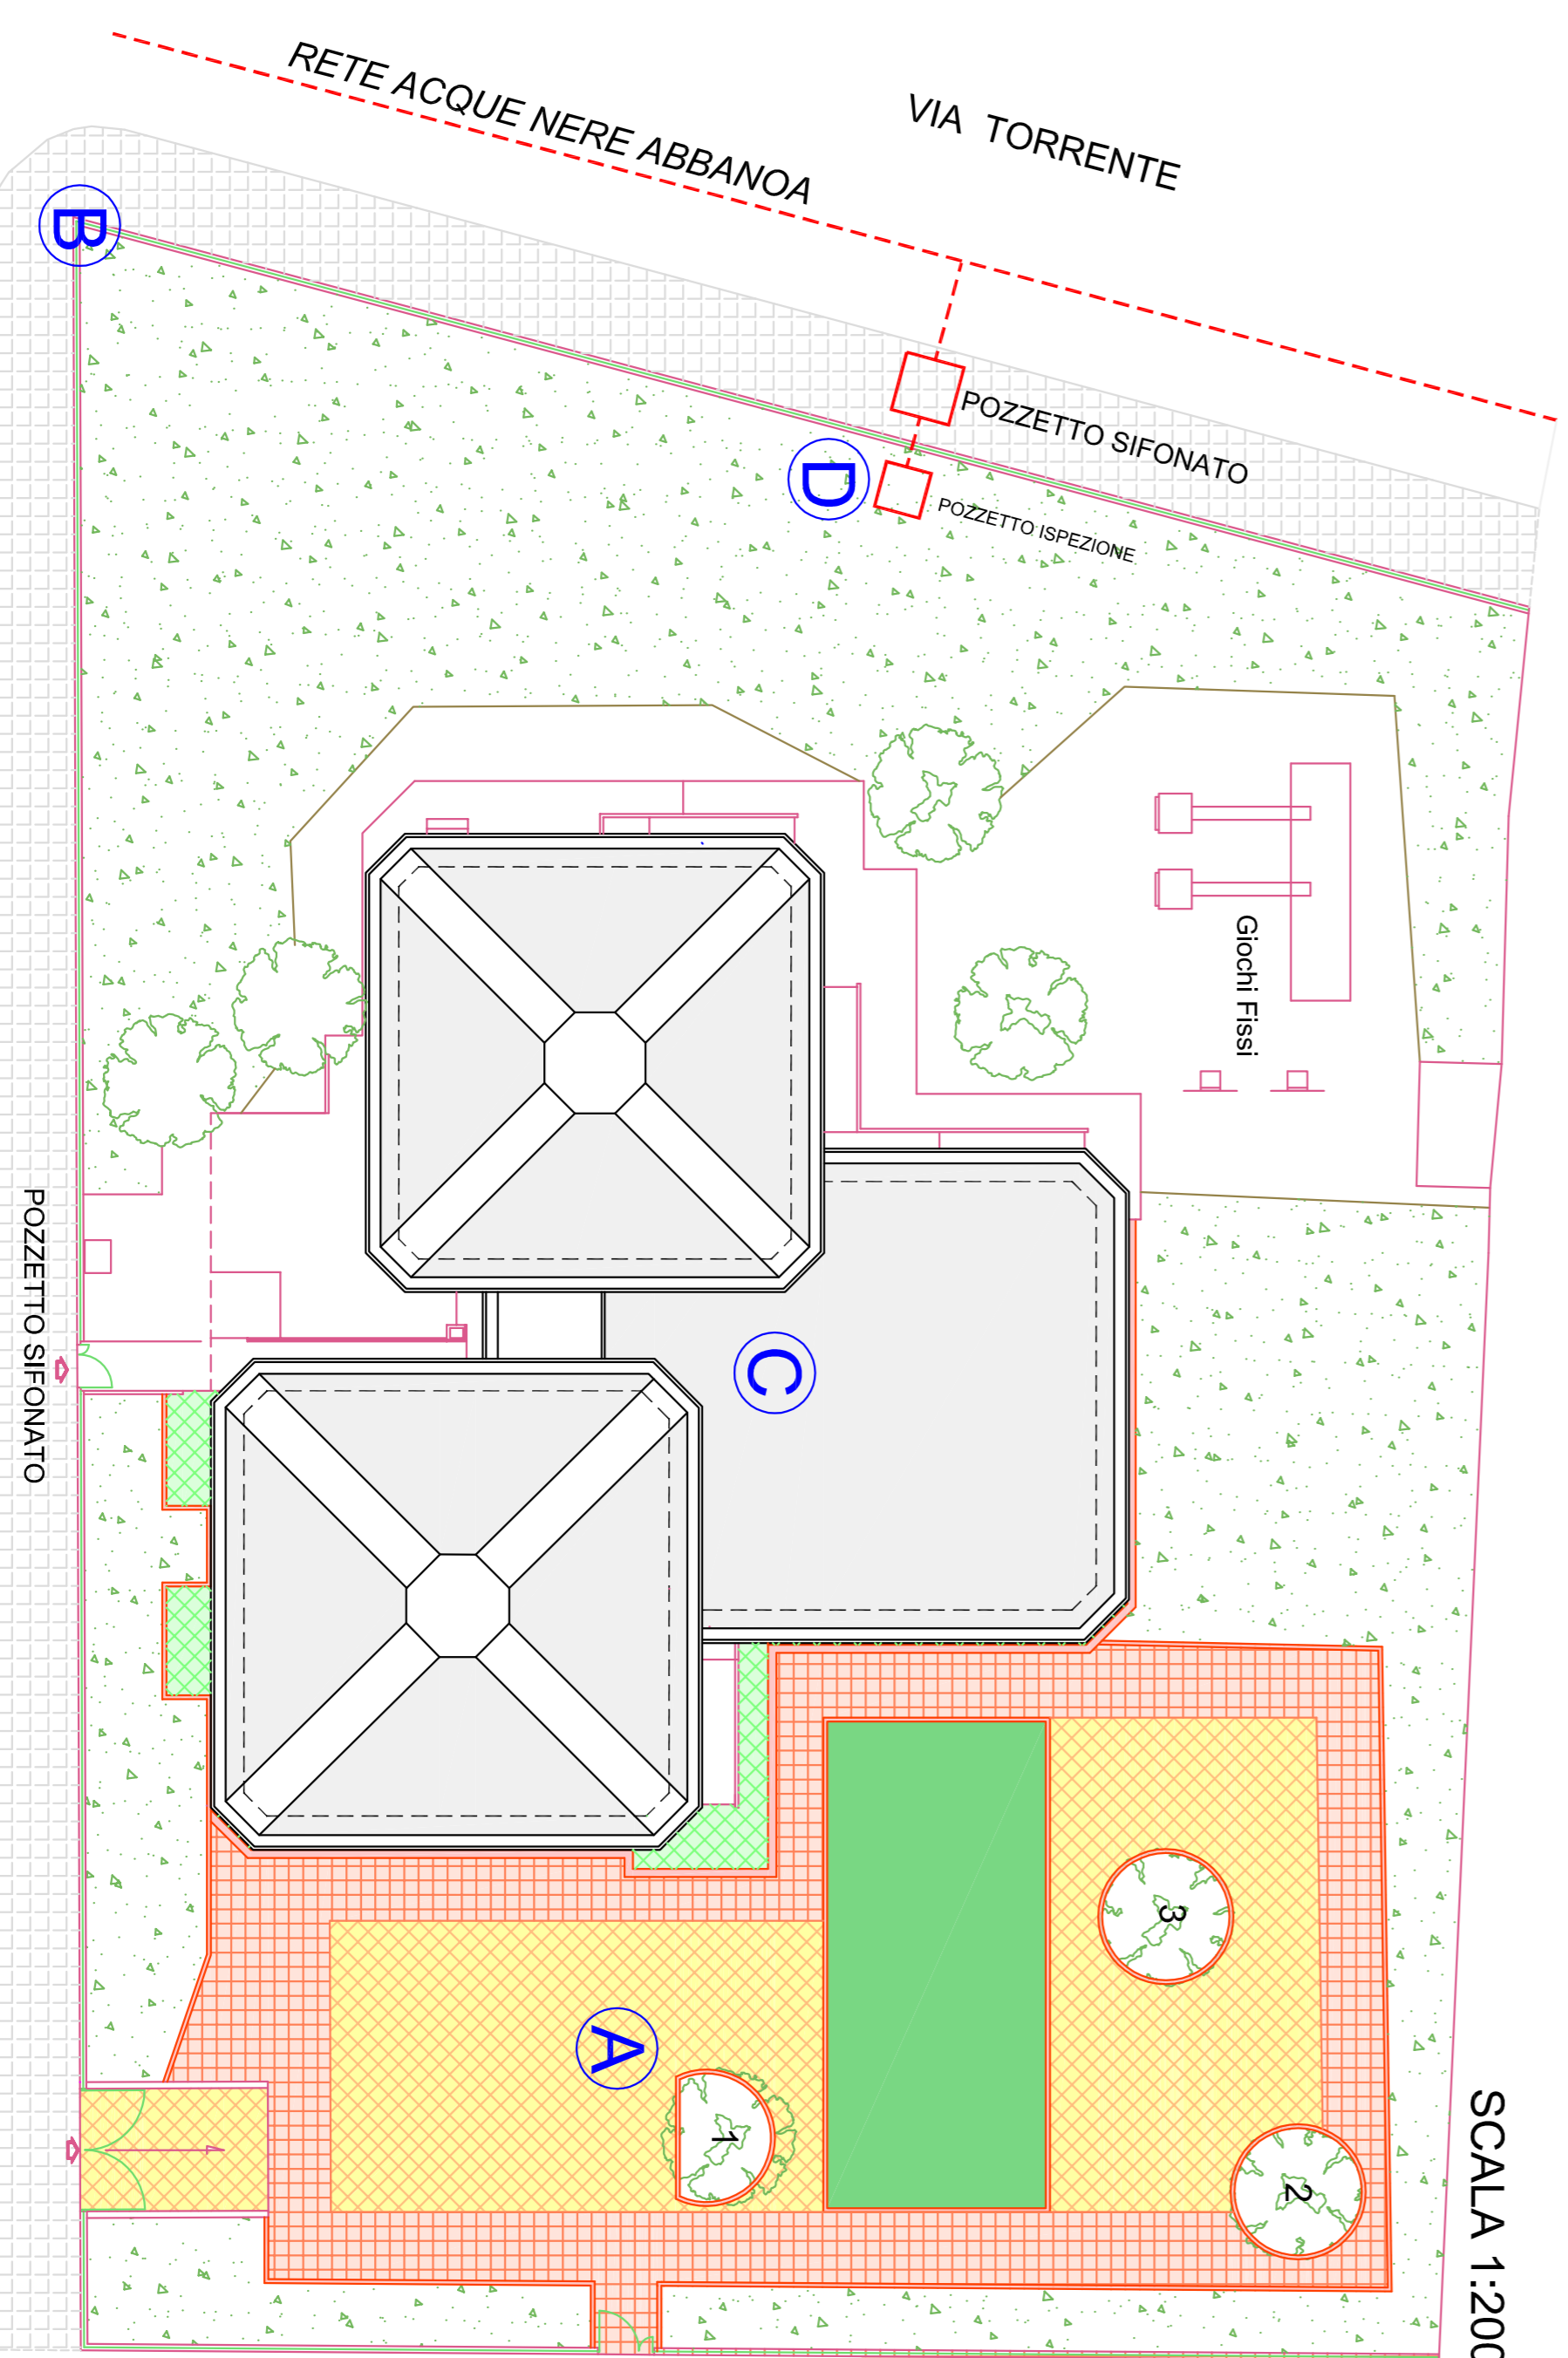 VIA TORRENTE
RETE ACQUE NERE ABBANOA
B
POZZETTO SIFONATO
D
POZZETTO ISPEZIONE
Giochi Fissi
POZZETTO SIFONATO
C
3
A
1
2
SCALA 1:200